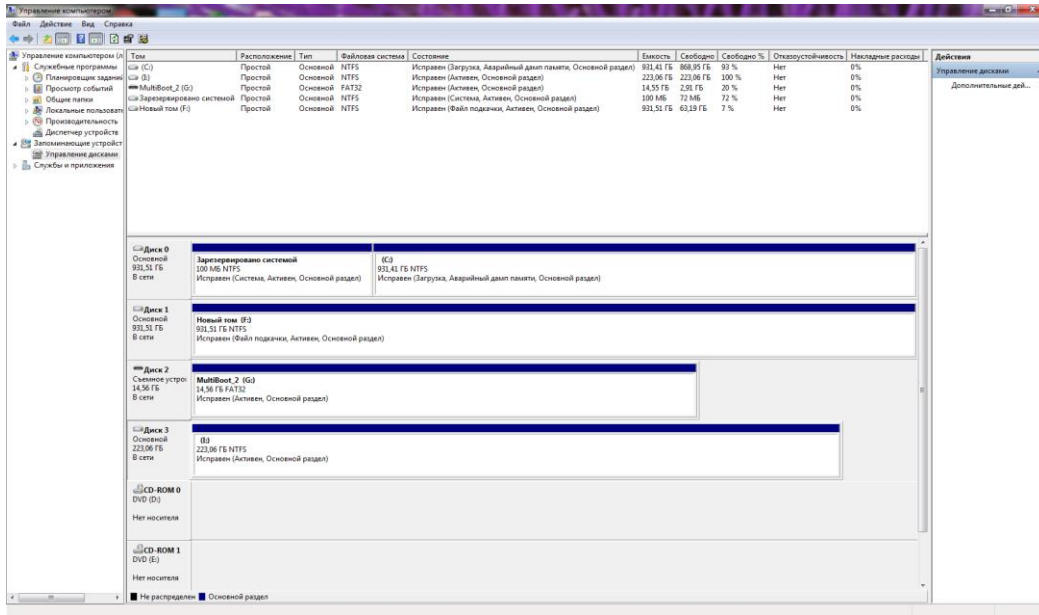 Управление компьютером
Файл Действие Вид Справка
Управление компьютером (л
Служебные программы
Планировщик заданий
Просмотр событий
Общие папки
Локальные пользовате
Производительность
Диспетчер устройств
Запоминающие устройст
Управление дисками
Службы и приложения
Том Расположение Тип Файловая система Состояние Емкость Свободно Свободно % Отказоустойчивость Накладные расходы
(C:) Простой Основной NTFS Исправен (Загрузка, Аварийный дамп памяти, Основной раздел) 931,41 ГБ 868,95 ГБ 93 % Нет 0%
(I:) Простой Основной NTFS Исправен (Активен, Основной раздел) 223,06 ГБ 223,06 ГБ 100 % Нет 0%
MultiBoot_2 (G:) Простой Основной FAT32 Исправен (Активен, Основной раздел) 14,55 ГБ 2,91 ГБ 20 % Нет 0%
Зарезервировано системой Простой Основной NTFS Исправен (Система, Активен, Основной раздел) 100 МБ 72 МБ 72 % Нет 0%
Новый том (F:) Простой Основной NTFS Исправен (Файл подкачки, Активен, Основной раздел) 931,51 ГБ 63,19 ГБ 7 % Нет 0%
Действия
Управление дисками
Дополнительные дей...
Диск 0
Основной
931,51 ГБ
В сети
Зарезервировано системой
100 МБ NTFS
Исправен (Система, Активен, Основной раздел)
(C:)
931,41 ГБ NTFS
Исправен (Загрузка, Аварийный дамп памяти, Основной раздел)
Диск 1
Основной
931,51 ГБ
В сети
Новый том (F:)
931,51 ГБ NTFS
Исправен (Файл подкачки, Активен, Основной раздел)
Диск 2
Съемное устрой
14,56 ГБ
В сети
MultiBoot_2 (G:)
14,56 ГБ FAT32
Исправен (Активен, Основной раздел)
Диск 3
Основной
223,06 ГБ
В сети
(I:)
223,06 ГБ NTFS
Исправен (Активен, Основной раздел)
CD-ROM 0
DVD (D:)
Нет носителя
CD-ROM 1
DVD (E:)
Нет носителя
Не распределен Основной раздел